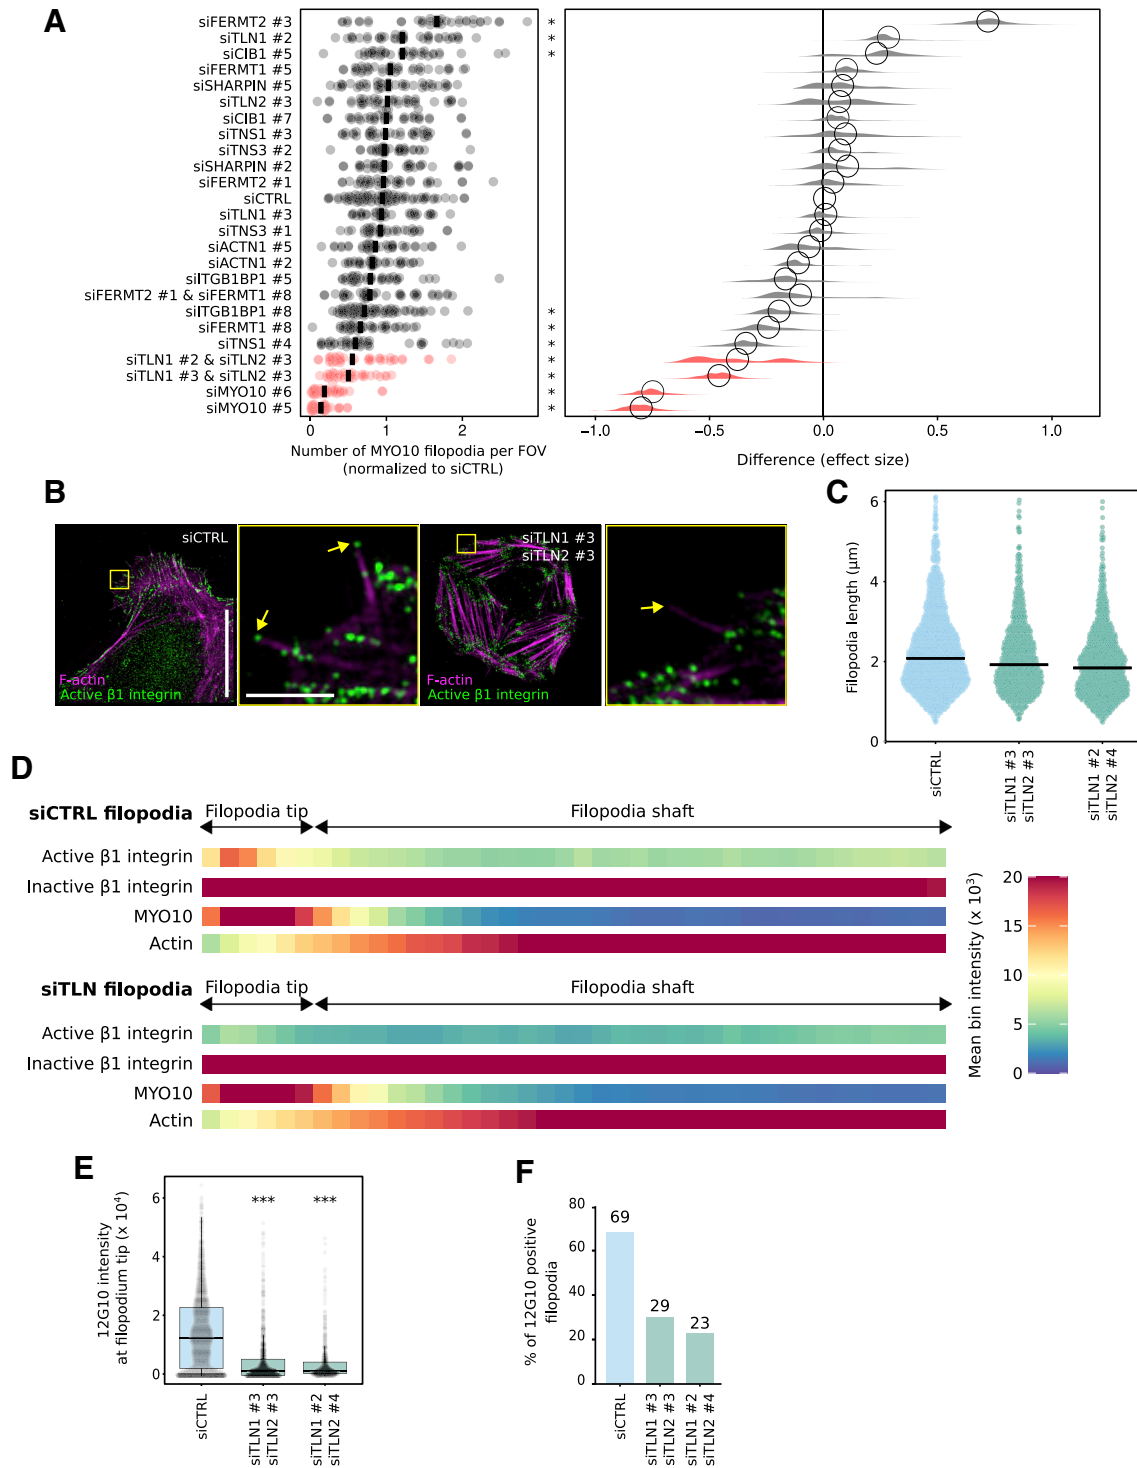 A
siFERMT2 #3
siTLN1 #2
siCIB1 #5
siFERMT1 #5
siSHARPIN #5
siTLN2 #3
siCIB1 #7
siTNS1 #3
siTNS3 #2
siSHARPIN #2
siFERMT2 #1
siCTRL
siTLN1 #3
siTNS3 #1
siACTN1 #5
siACTN1 #2
siITGB1BP1 #5
siFERMT2 #1 & siFERMT1 #8
siITGB1BP1 #8
siFERMT1 #8
siTNS1 #4
siTLN1 #2 & siTLN2 #3
siTLN1 #3 & siTLN2 #3
siMYO10 #6
siMYO10 #5
*
*
*
*
*
*
*
*
*
*
0 1 2
Number of MYO10 filopodia per FOV
(normalized to siCTRL)
−1.0 −0.5 0.0 0.5 1.0
Difference (effect size)
B
siCTRL
F-actin
Active β1 integrin
siTLN1 #3
siTLN2 #3
F-actin
Active β1 integrin
C
Filopodia length (μm)
6
4
2
0
siCTRL
siTLN1 #3
siTLN2 #3
siTLN1 #2
siTLN2 #4
D
siCTRL filopodia
Filopodia tip
Filopodia shaft
Active β1 integrin
Inactive β1 integrin
MYO10
Actin
siTLN filopodia
Filopodia tip
Filopodia shaft
Active β1 integrin
Inactive β1 integrin
MYO10
Actin
Mean bin intensity (x 10³)
20
15
10
5
0
E
12G10 intensity
at filopodium tip (x 10⁴)
6
4
2
0
***
***
siCTRL
siTLN1 #3
siTLN2 #3
siTLN1 #2
siTLN2 #4
F
% of 12G10 positive
filopodia
80
60
40
20
0
69
29
23
siCTRL
siTLN1 #3
siTLN2 #3
siTLN1 #2
siTLN2 #4